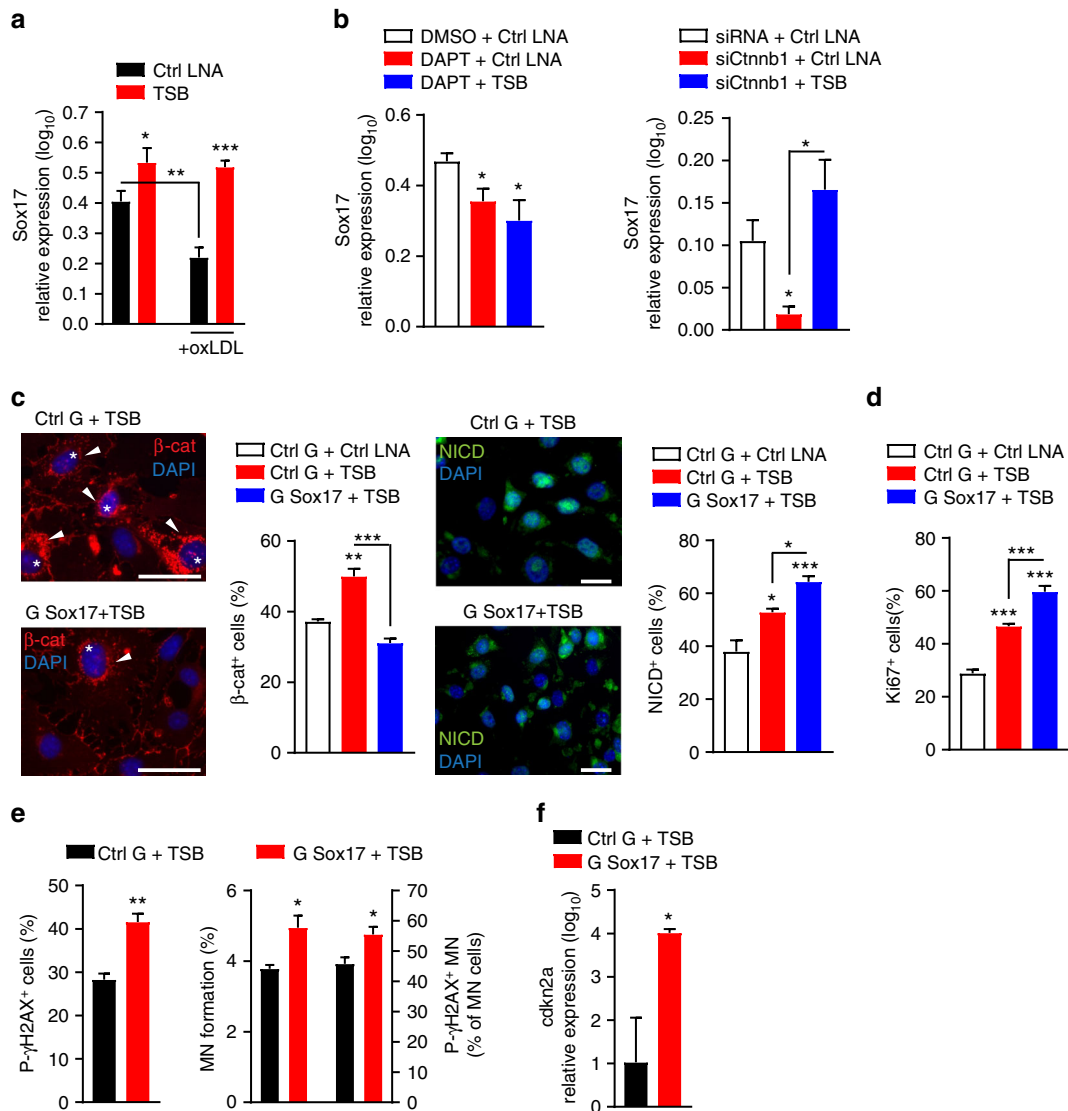 a
Ctrl LNA
TSB
Sox17
relative expression (log10)
0.7
0.6
0.5
0.4
0.3
0.2
0.1
0.0
*
**
***
+oxLDL
b
DMSO + Ctrl LNA
DAPT + Ctrl LNA
DAPT + TSB
Sox17
relative expression (log10)
0.6
0.4
0.2
0.0
*
*
siRNA + Ctrl LNA
siCtnnb1 + Ctrl LNA
siCtnnb1 + TSB
Sox17
relative expression (log10)
0.25
0.20
0.15
0.10
0.05
0.00
*
*
c
Ctrl G + TSB
β-cat
DAPI
*
*
*
*
G Sox17+TSB
β-cat
DAPI
*
Ctrl G + Ctrl LNA
Ctrl G + TSB
G Sox17 + TSB
β-cat+ cells (%)
60
40
20
0
***
**
Ctrl G + TSB
NICD
DAPI
G Sox17+TSB
NICD
DAPI
Ctrl G + Ctrl LNA
Ctrl G + TSB
G Sox17 + TSB
NICD+ cells (%)
80
60
40
20
0
*
*
***
d
Ctrl G + Ctrl LNA
Ctrl G + TSB
G Sox17 + TSB
Ki67+ cells(%)
80
60
40
20
0
***
***
***
e
Ctrl G + TSB
G Sox17 + TSB
P-γH2AX+ cells (%)
50
40
30
20
10
0
**
MN formation (%)
6
4
2
0
*
*
70
60
50
40
30
20
10
0
P-γH2AX+ MN
(% of MN cells)
f
Ctrl G + TSB
G Sox17 + TSB
cdkn2a
relative expression (log10)
5
4
2
1
0
*